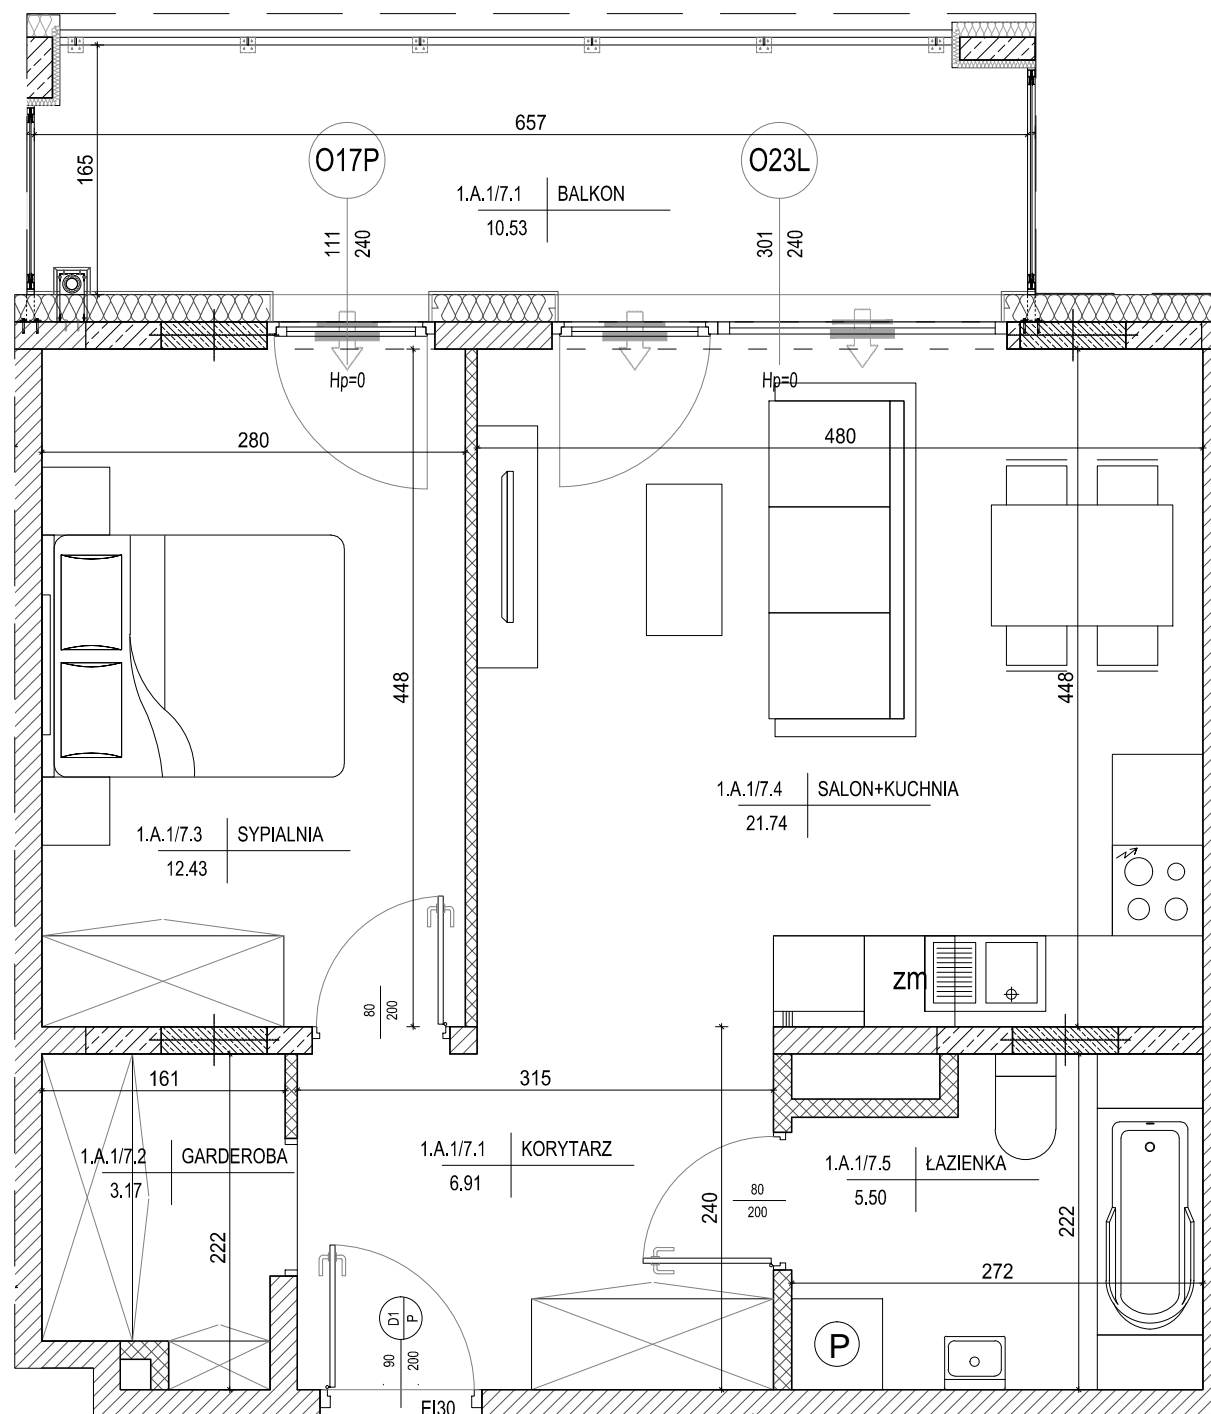 657
165
O17P
O23L
1.A.1/7.1 BALKON
10.53
111 240
301 240
Hp=0
Hp=0
280
480
448
448
1.A.1/7.4 SALON+KUCHNIA
21.74
1.A.1/7.3 SYPIALNIA
12.43
zm
80
200
161
315
1.A.1/7.2 GARDEROBA
3.17
1.A.1/7.1 KORYTARZ
6.91
1.A.1/7.5 ŁAZIENKA
5.50
80
200
222
240
222
272
D1
P
90
200
P
EI30